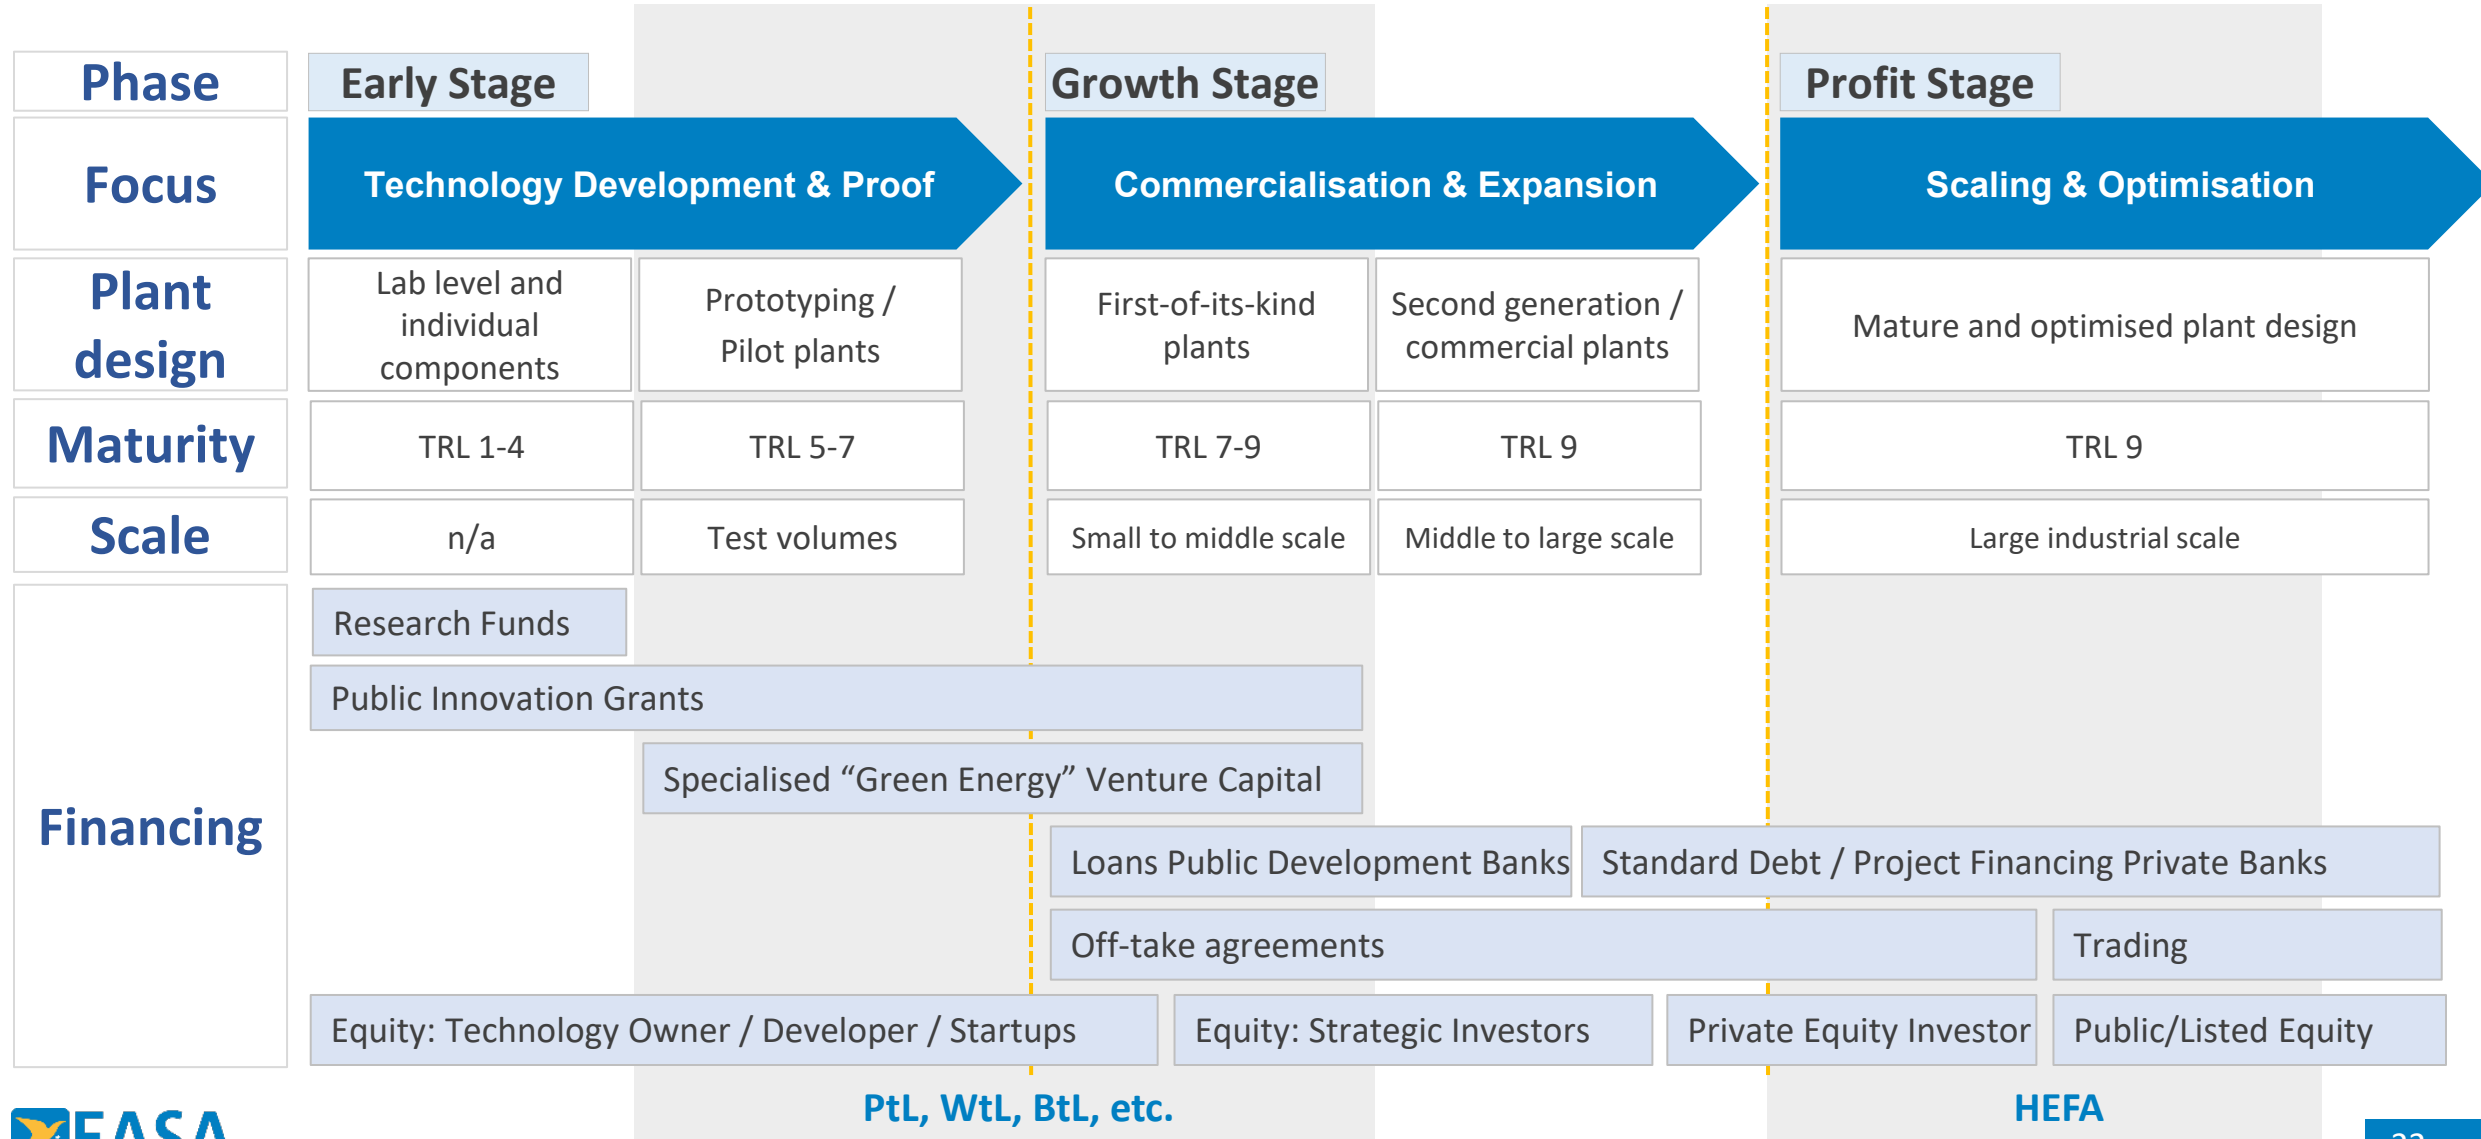 Phase
Early Stage
Growth Stage
Profit Stage
Focus
Technology Development & Proof
Commercialisation & Expansion
Scaling & Optimisation
Plant
design
Lab level and
individual
components
Prototyping /
Pilot plants
First-of-its-kind
plants
Second generation /
commercial plants
Mature and optimised plant design
Maturity
TRL 1-4
TRL 5-7
TRL 7-9
TRL 9
TRL 9
Scale
n/a
Test volumes
Small to middle scale
Middle to large scale
Large industrial scale
Financing
Research Funds
Public Innovation Grants
Specialised “Green Energy” Venture Capital
Loans Public Development Banks
Standard Debt / Project Financing Private Banks
Off-take agreements
Trading
Equity: Technology Owner / Developer / Startups
Equity: Strategic Investors
Private Equity Investor
Public/Listed Equity
PtL, WtL, BtL, etc.
HEFA
EASA